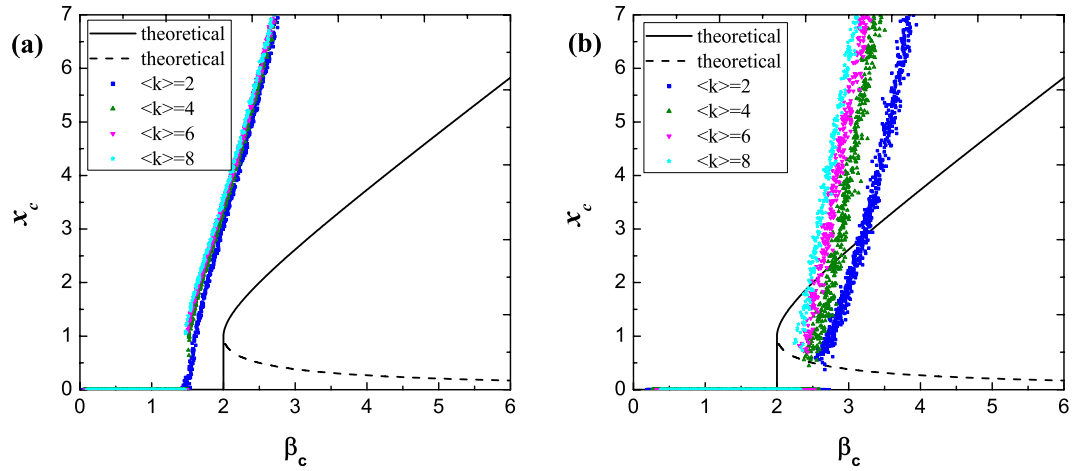 (a)
theoretical
theoretical
<k>=2
<k>=4
<k>=6
<k>=8
7
6
5
4
3
2
1
0
x_c
0 1 2 3 4 5 6
β_c
(b)
theoretical
theoretical
<k>=2
<k>=4
<k>=6
<k>=8
7
6
5
4
3
2
1
0
x_c
0 1 2 3 4 5 6
β_c